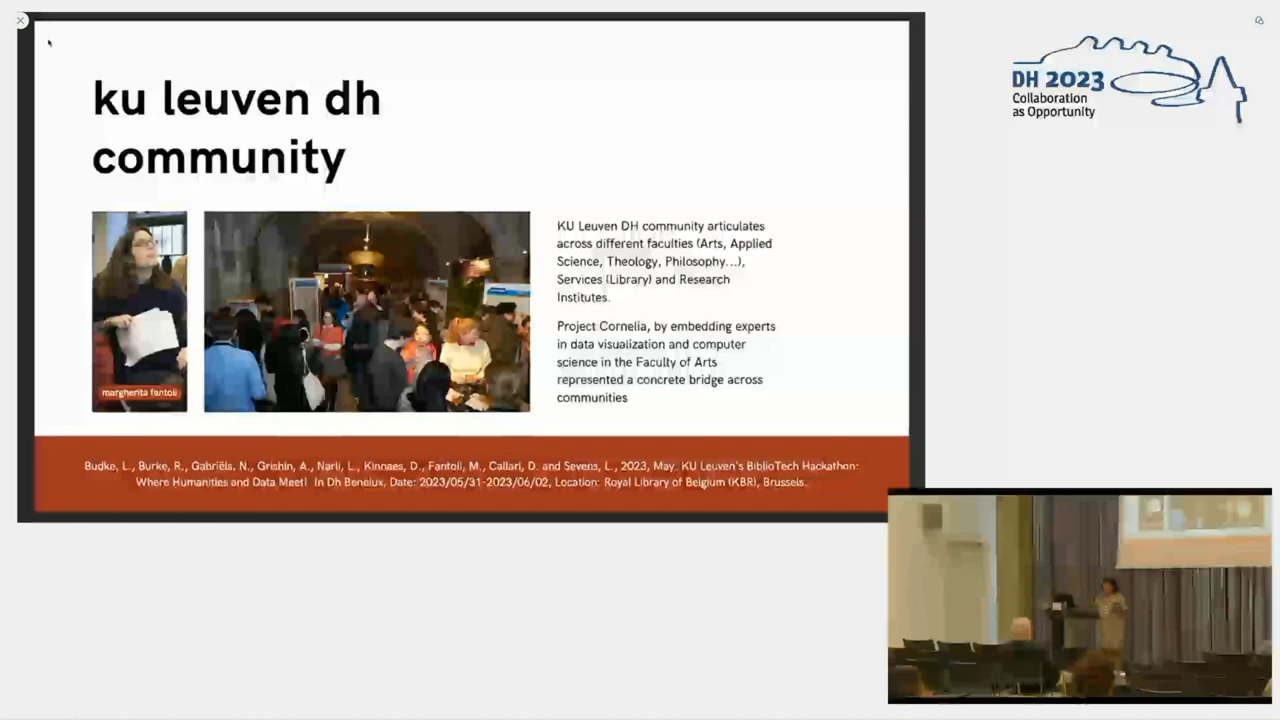 ku leuven dh
community
KU Leuven DH community articulates
across different faculties (Arts, Applied
Science, Theology, Philosophy...),
Services (Library) and Research
Institutes.
Project Cornelia, by embedding experts
in data visualization and computer
science in the Faculty of Arts
represented a concrete bridge across
communities
margherita fantoli
Budke, L., Burke, R., Gabriëls, N., Grishin, A., Narli, L., Kinnaes, D., Fantoli, M., Callari, D. and Sevens, L., 2023, May. KU Leuven's BiblioTech Hackathon:
Where Humanities and Data Meet! In Dh Benelux, Date: 2023/05/31-2023/06/02, Location: Royal Library of Belgium (KBR), Brussels.
DH 2023
Collaboration
as Opportunity